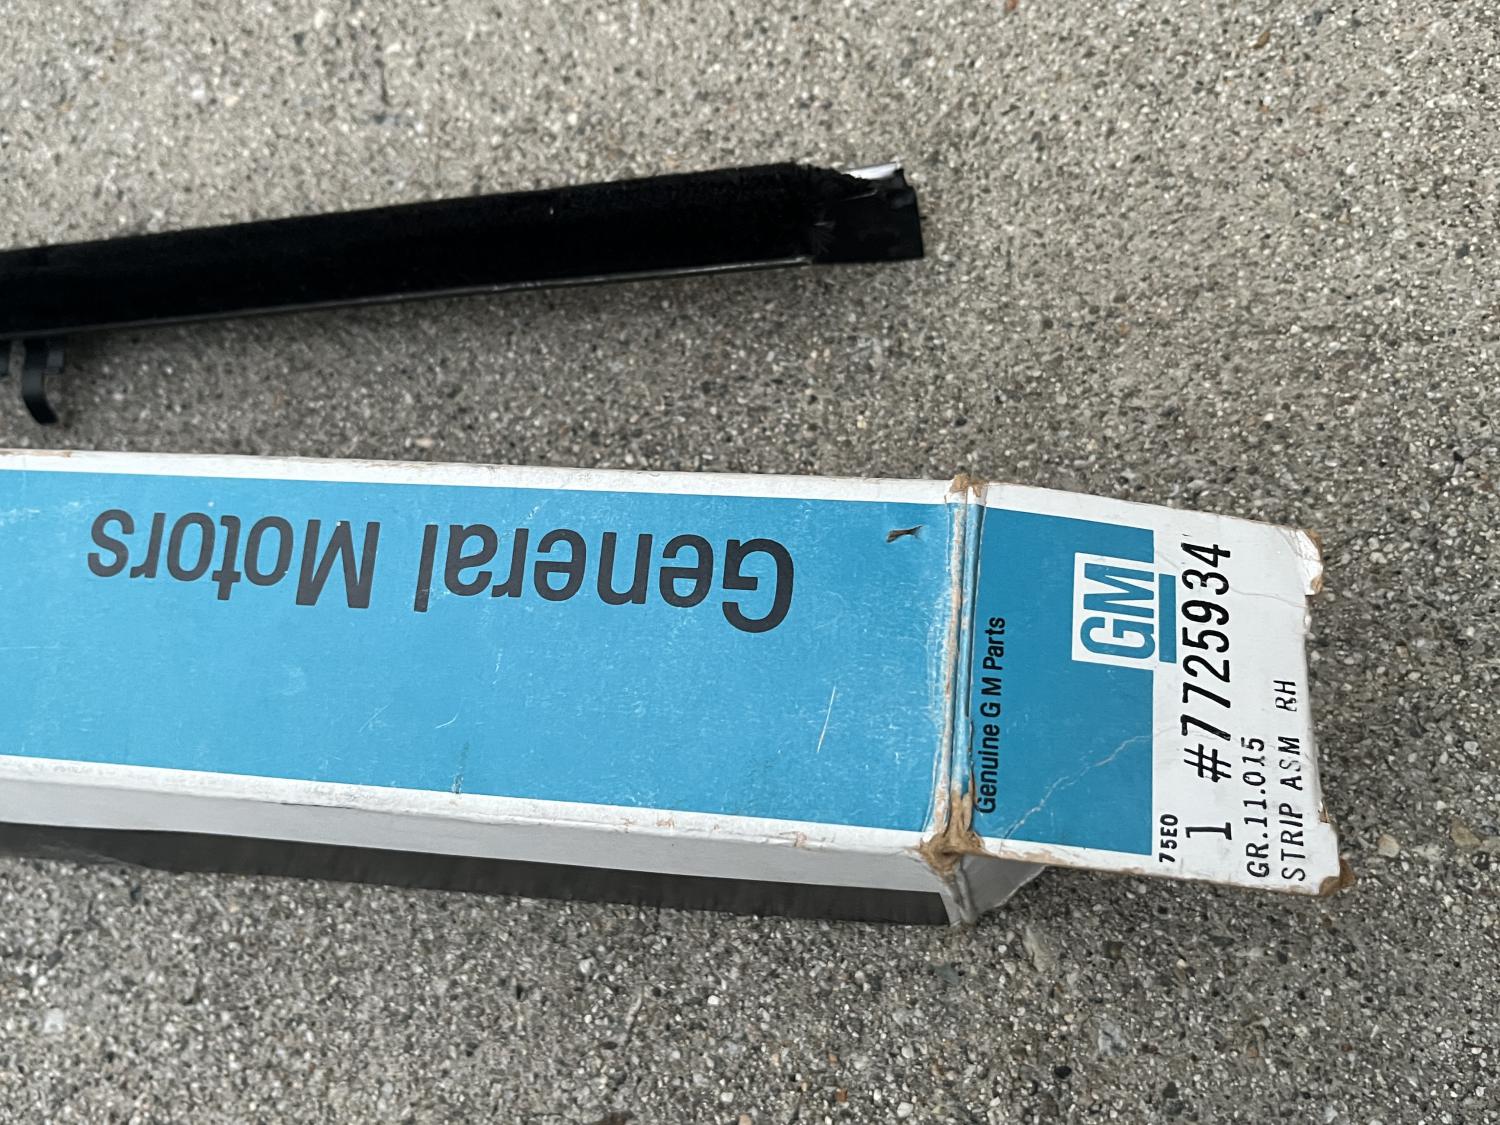 General Motors
Genuine G M Parts
GM
75E0
1 #7725934
GR.11.015
STRIP ASM RH